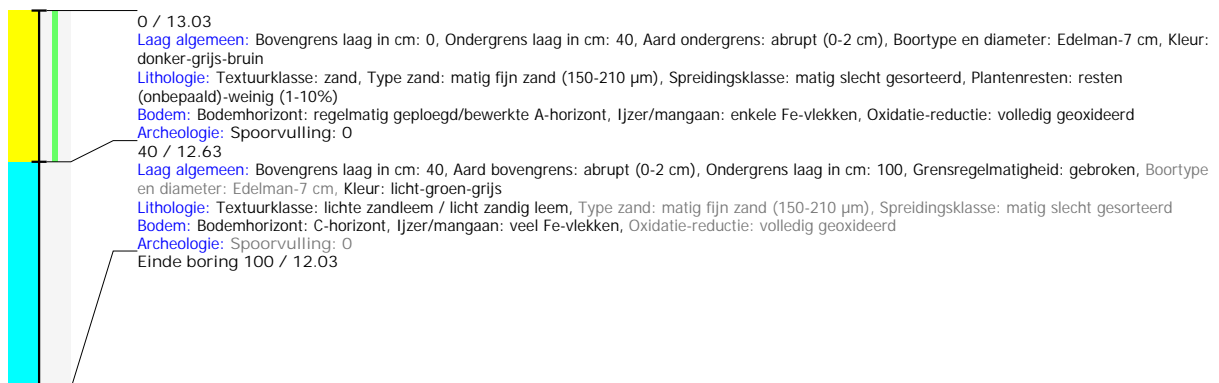 0 / 13.03
Laag algemeen: Bovengrens laag in cm: 0, Ondergrens laag in cm: 40, Aard ondergrens: abrupt (0-2 cm), Boortype en diameter: Edelman-7 cm, Kleur:
donker-grijs-bruin
Lithologie: Textuurklasse: zand, Type zand: matig fijn zand (150-210 µm), Spreidingsklasse: matig slecht gesorteerd, Plantenresten: resten
(onbepaald)-weinig (1-10%)
Bodem: Bodemhorizont: regelmatig geploegd/bewerkte A-horizont, Ijzer/mangaan: enkele Fe-vlekken, Oxidatie-reductie: volledig geoxideerd
Archeologie: Spoorvulling: 0
40 / 12.63
Laag algemeen: Bovengrens laag in cm: 40, Aard bovengrens: abrupt (0-2 cm), Ondergrens laag in cm: 100, Grensregelmatigheid: gebroken, Boortype
en diameter: Edelman-7 cm, Kleur: licht-groen-grijs
Lithologie: Textuurklasse: lichte zandleem / licht zandig leem, Type zand: matig fijn zand (150-210 µm), Spreidingsklasse: matig slecht gesorteerd
Bodem: Bodemhorizont: C-horizont, Ijzer/mangaan: veel Fe-vlekken, Oxidatie-reductie: volledig geoxideerd
Archeologie: Spoorvulling: 0
Einde boring 100 / 12.03